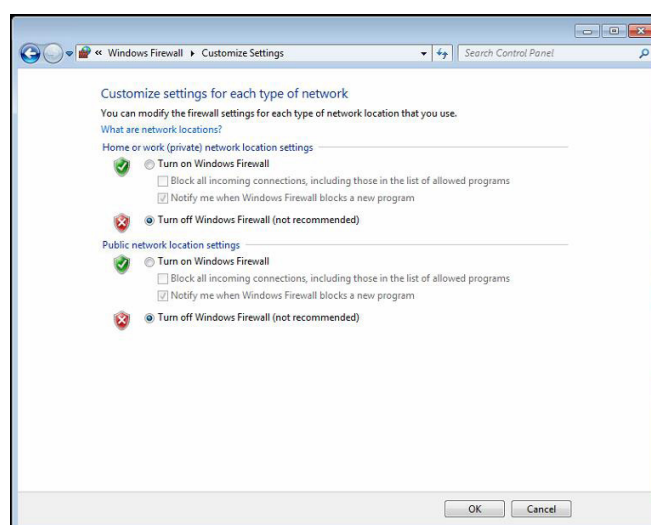 « Windows Firewall ▸ Customize Settings
Search Control Panel
Customize settings for each type of network
You can modify the firewall settings for each type of network location that you use.
What are network locations?
Home or work (private) network location settings
Turn on Windows Firewall
Block all incoming connections, including those in the list of allowed programs
Notify me when Windows Firewall blocks a new program
Turn off Windows Firewall (not recommended)
Public network location settings
Turn on Windows Firewall
Block all incoming connections, including those in the list of allowed programs
Notify me when Windows Firewall blocks a new program
Turn off Windows Firewall (not recommended)
OK Cancel